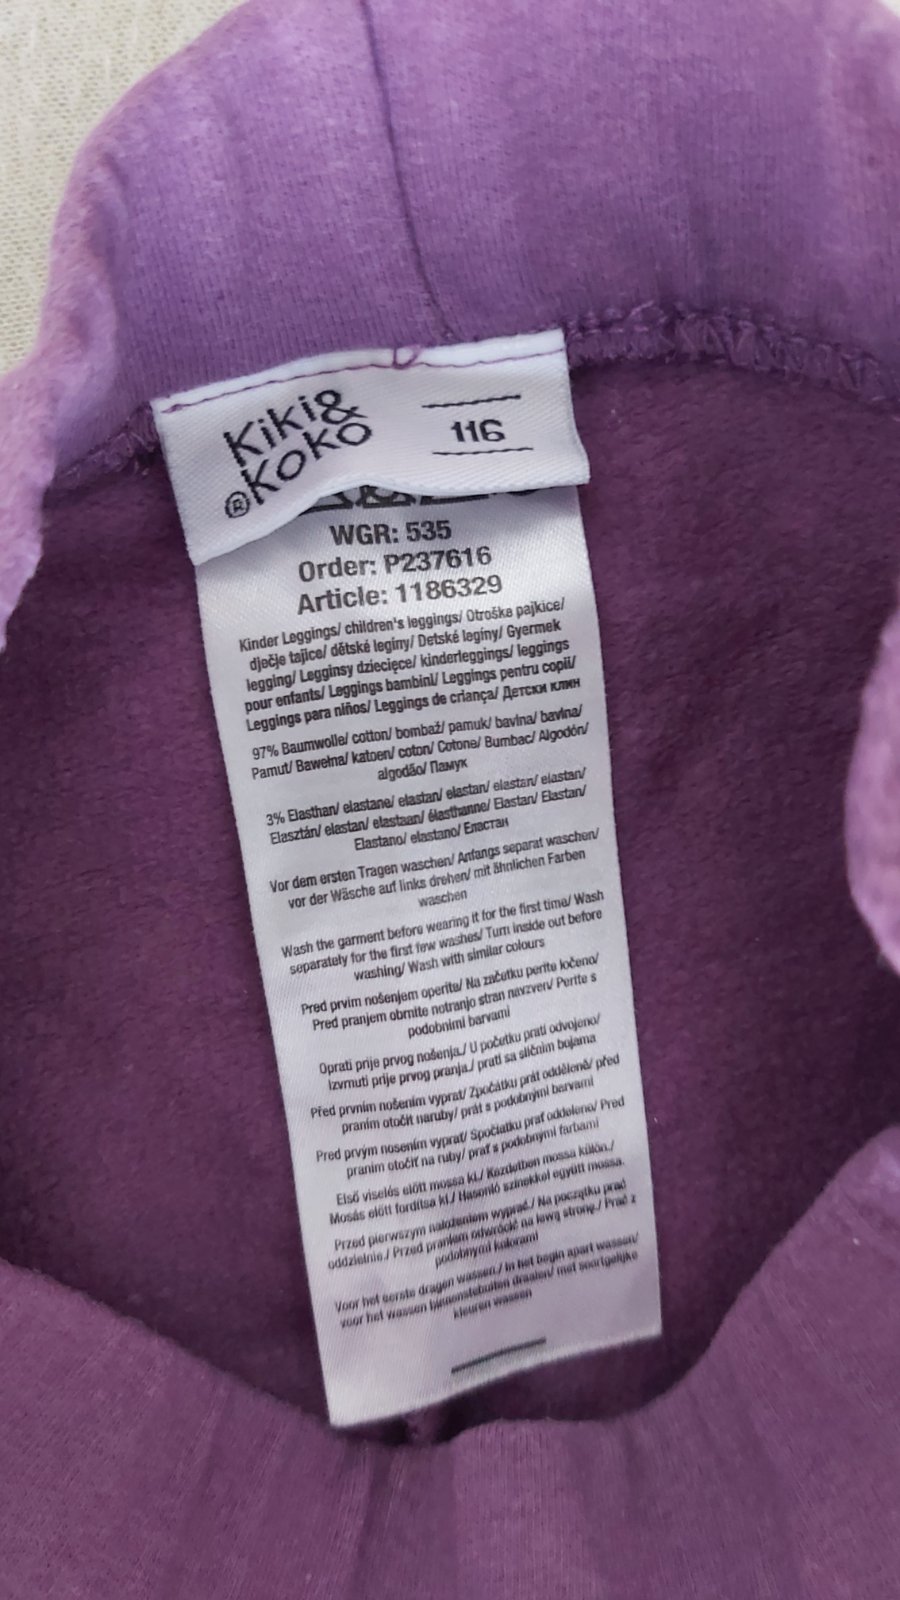 Kiki&
®KOKO
116
WGR: 535
Order: P237616
Article: 1186329
Kinder Leggings/ children's leggings/ Otroške pajkice/
dječje tajice/ dětské legíny/ Detské legíny/ Gyermek
legging/ Legginsy dziecięce/ kinderleggings/ leggings
pour enfants/ Leggings bambini/ Leggings pentru copii/
Leggings para niños/ Leggings de criança/ Детски клин
97% Baumwolle/ cotton/ bombaž/ pamuk/ bavlna/ bavlna/
Pamut/ Bawełna/ katoen/ coton/ Cotone/ Bumbac/ Algodón/
algodão/ Памук
3% Elasthan/ elastane/ elastan/ elastan/ elastan/ elastan/
Elasztán/ elastan/ elastaan/ élasthanne/ Elastan/ Elastan/
Elastano/ elastano/ Еластан
Vor dem ersten Tragen waschen/ Anfangs separat waschen/
vor der Wäsche auf links drehen/ mit ähnlichen Farben
waschen
Wash the garment before wearing it for the first time/ Wash
separately for the first few washes/ Turn inside out before
washing/ Wash with similar colours
Pred prvim nošenjem operite/ Na začetku perite ločeno/
Pred pranjem obrnite notranjo stran navzven/ Perite s
podobnimi barvami
Oprati prije prvog nošenja./ U početku prati odvojeno/
Izvrnuti prije prvog pranja./ prati sa sličnim bojama
Před prvním nošením vyprat/ Zpočátku prát odděleně/ před
praním otočit naruby/ prát s podobnými barvami
Pred prvým nosením vyprať/ Spočiatku prať oddelene/ Pred
praním otočiť na ruby/ prať s podobnými farbami
Első viselés előtt mossa ki./ Kezdetben mossa külön./
Mosás előtt fordítsa ki./ Hasonló színekkel együtt mossa.
Przed pierwszym nałożeniem wyprać./ Na początku prać
oddzielnie./ Przed praniem odwrócić na lewą stronę./ Prać z
podobnymi kolorami
Voor het eerste dragen wassen./ In het begin apart wassen/
voor het wassen binnenstebuiten draaien/ met soortgelijke
kleuren wassen